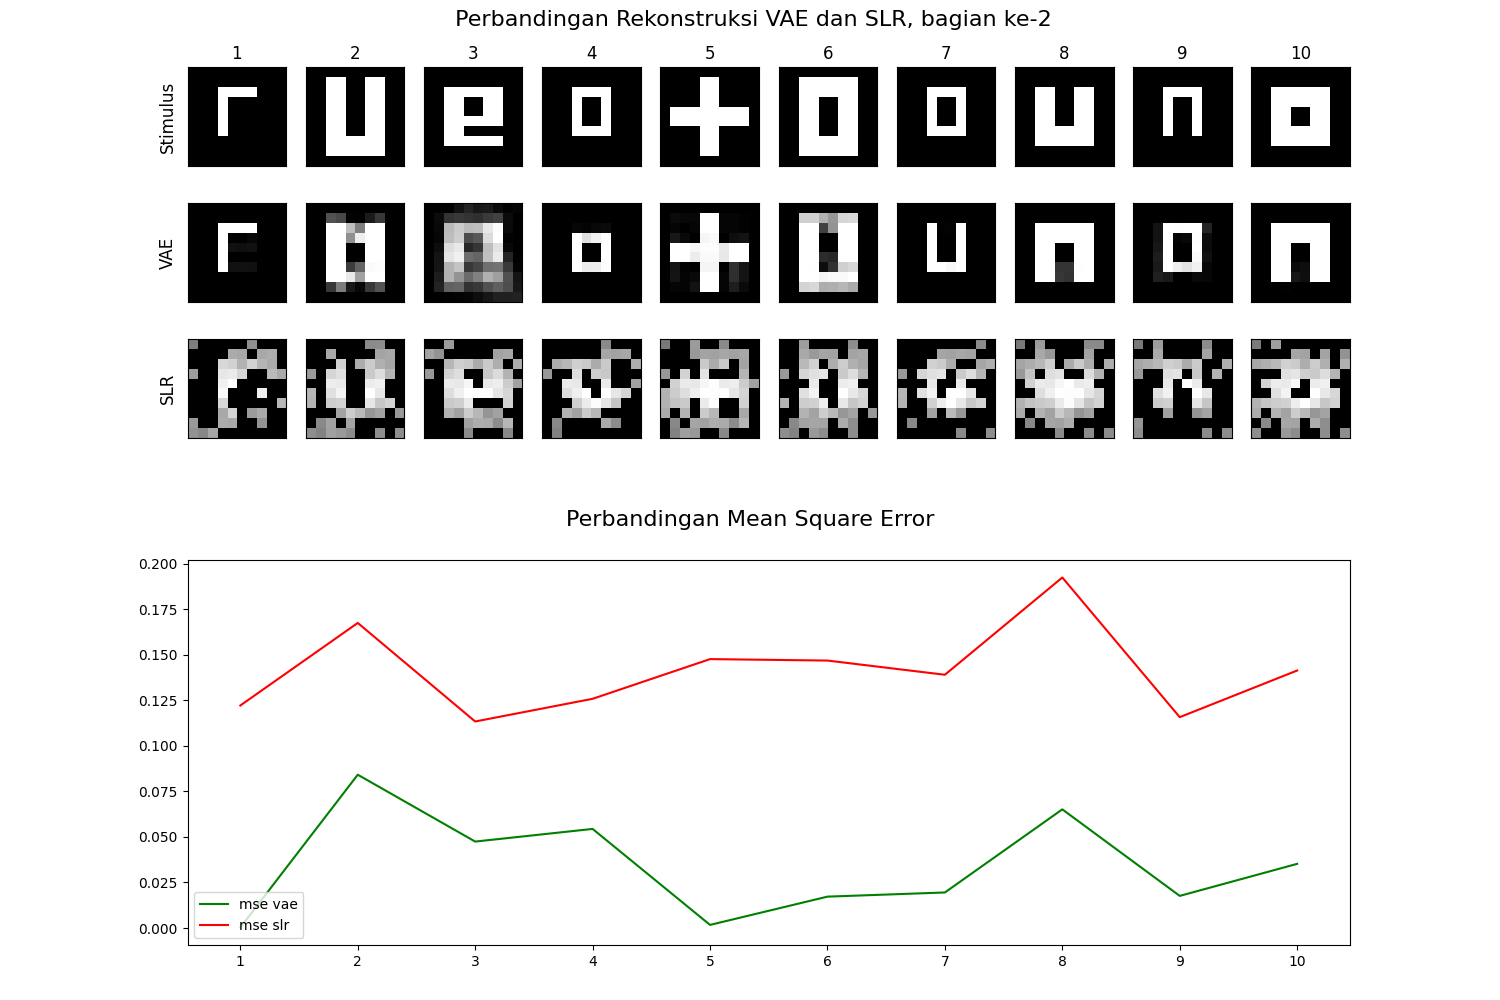 Perbandingan Rekonstruksi VAE dan SLR, bagian ke-2
1 2 3 4 5 6 7 8 9 10
Stimulus
VAE
SLR
Perbandingan Mean Square Error
0.200
0.175
0.150
0.125
0.100
0.075
0.050
0.025
0.000
mse vae
mse slr
1 2 3 4 5 6 7 8 9 10